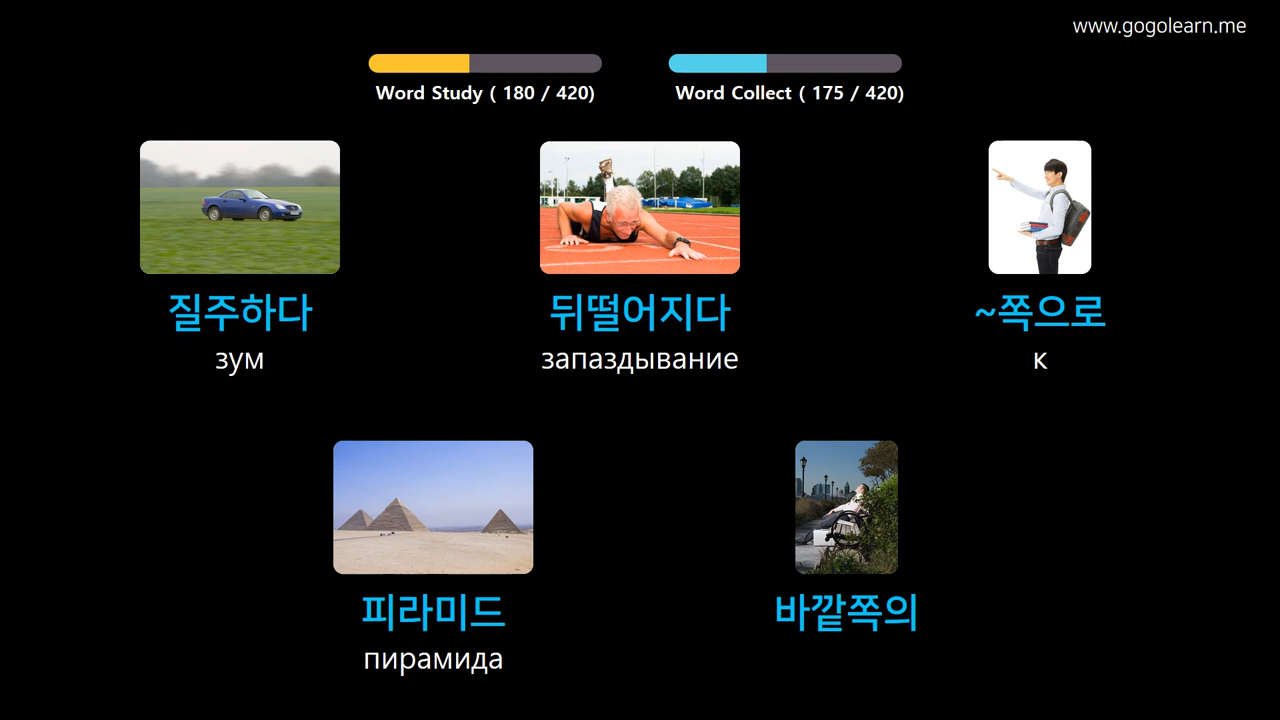 www.gogolearn.me
Word Study ( 180 / 420)
Word Collect ( 175 / 420)
질주하다
뒤떨어지다
~쪽으로
зум
запаздывание
к
피라미드
바깥쪽의
пирамида